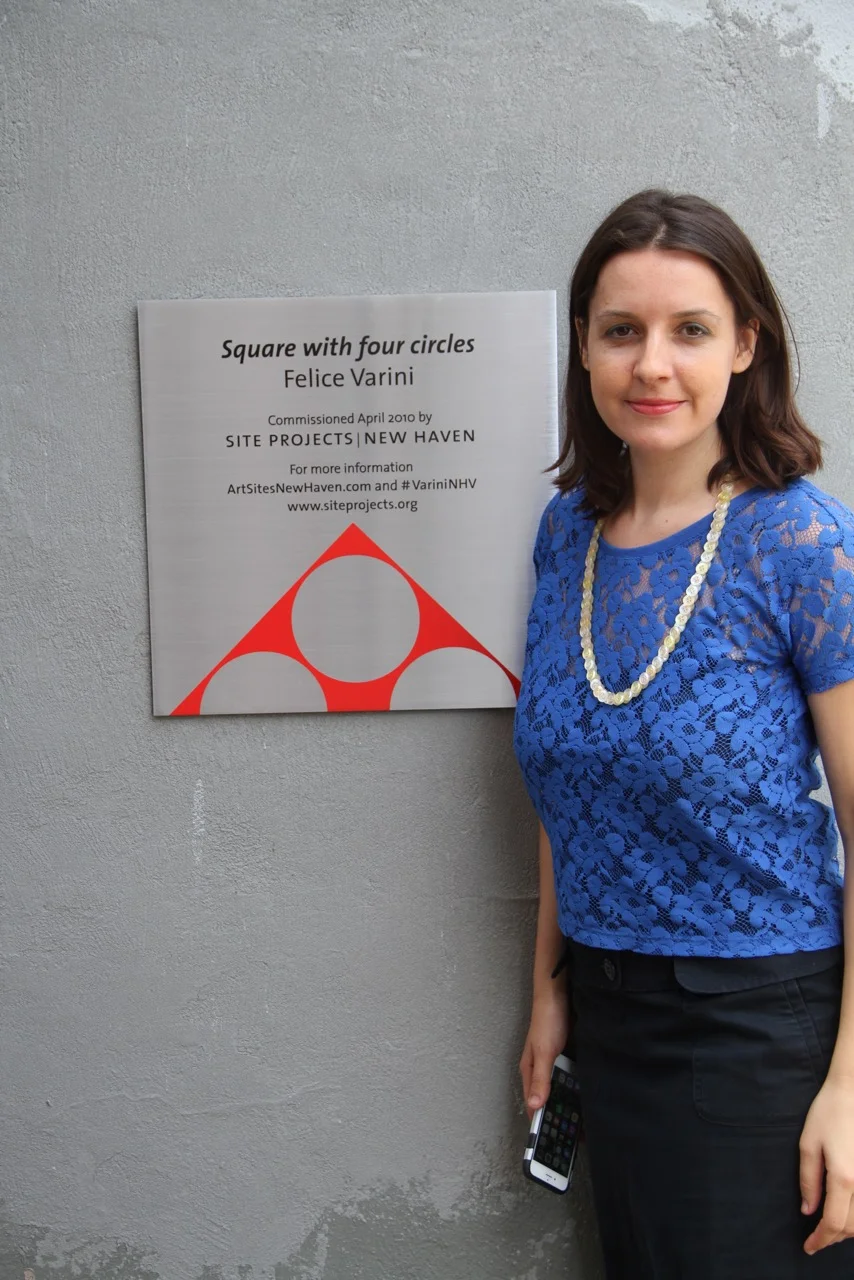 Square with four circles
Felice Varini
Commissioned April 2010 by
SITE PROJECTS|NEW HAVEN
For more information
ArtSitesNewHaven.com and #VariniNHV
www.siteprojects.org